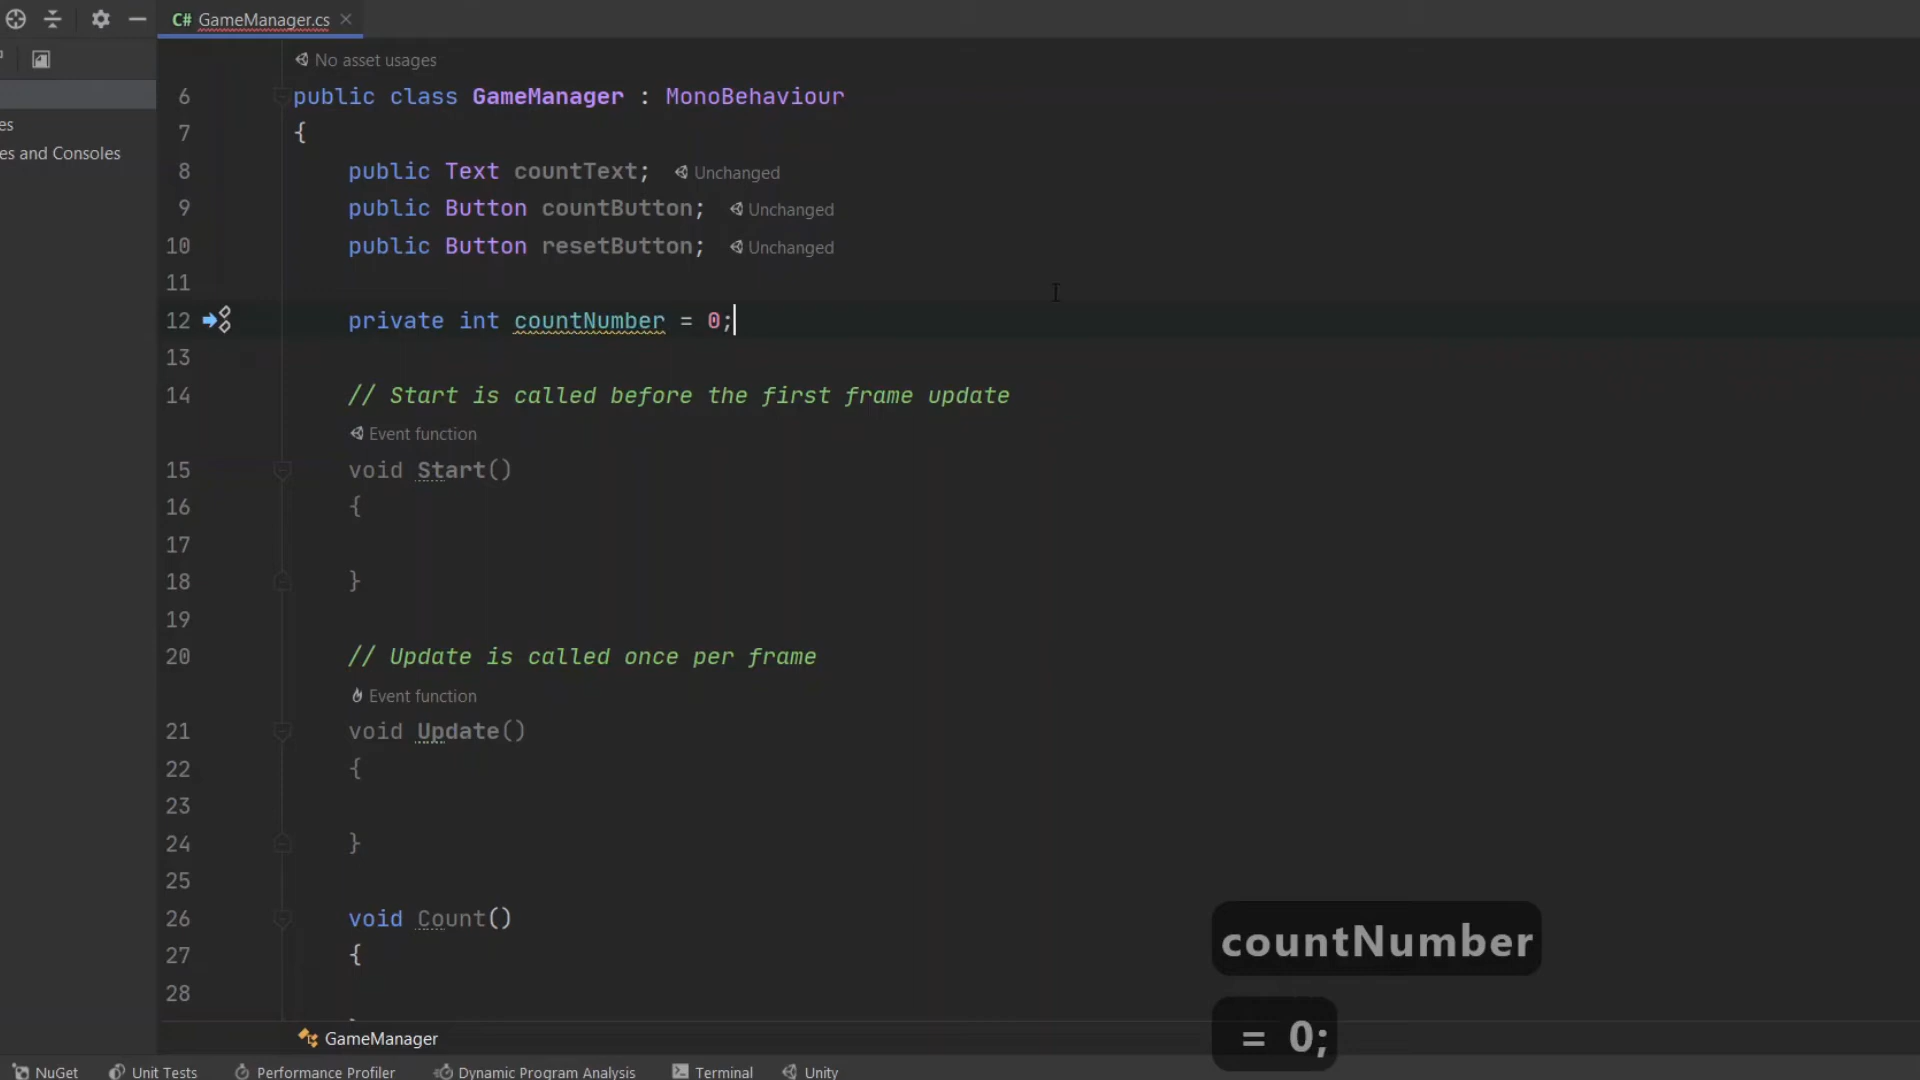 C# GameManager.cs
No asset usages
6 public class GameManager : MonoBehaviour
7 {
8 public Text countText; Unchanged
9 public Button countButton; Unchanged
10 public Button resetButton; Unchanged
11
12 private int countNumber = 0;
13
14 // Start is called before the first frame update
Event function
15 void Start()
16 {
17
18 }
19
20 // Update is called once per frame
Event function
21 void Update()
22 {
23
24 }
25
26 void Count()
27 {
28
es
es and Consoles
countNumber
= 0;
GameManager
NuGet Unit Tests Performance Profiler Dynamic Program Analysis Terminal Unity